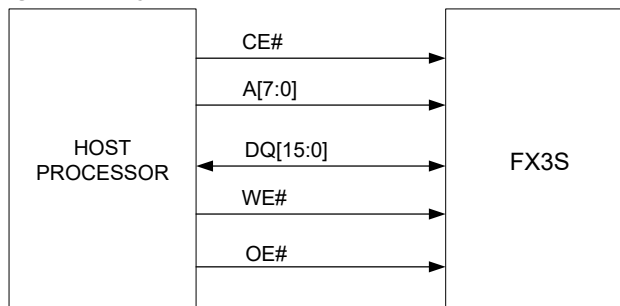 CE#
A[7:0]
HOST
PROCESSOR
DQ[15:0]
FX3S
WE#
OE#